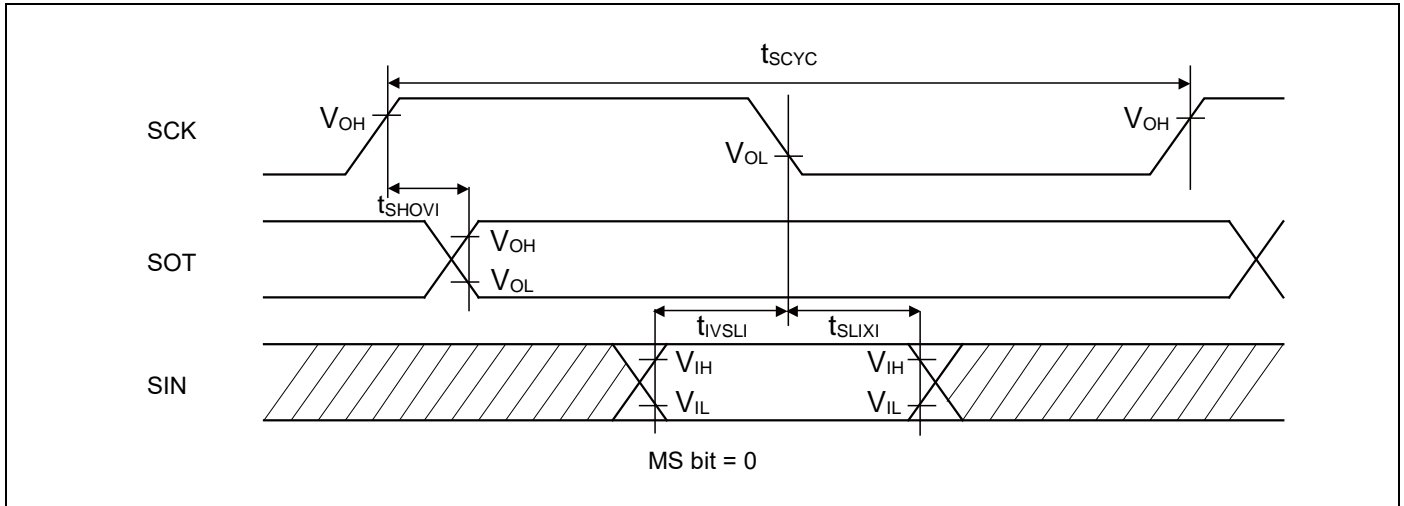 tSCYC
SCK
VOH
VOL
VOH
tSHOVI
SOT
VOH
VOL
tIVSLI
tSLIXI
SIN
VIH
VIL
VIH
VIL
MS bit = 0